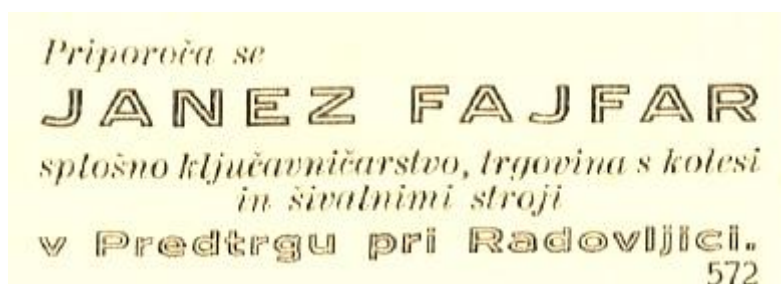 Priporoča se
JANEZ FAJFAR
splošno ključavničarstvo, trgovina s kolesi
in šivalnimi stroji
v Predtrgu pri Radovljici.
572